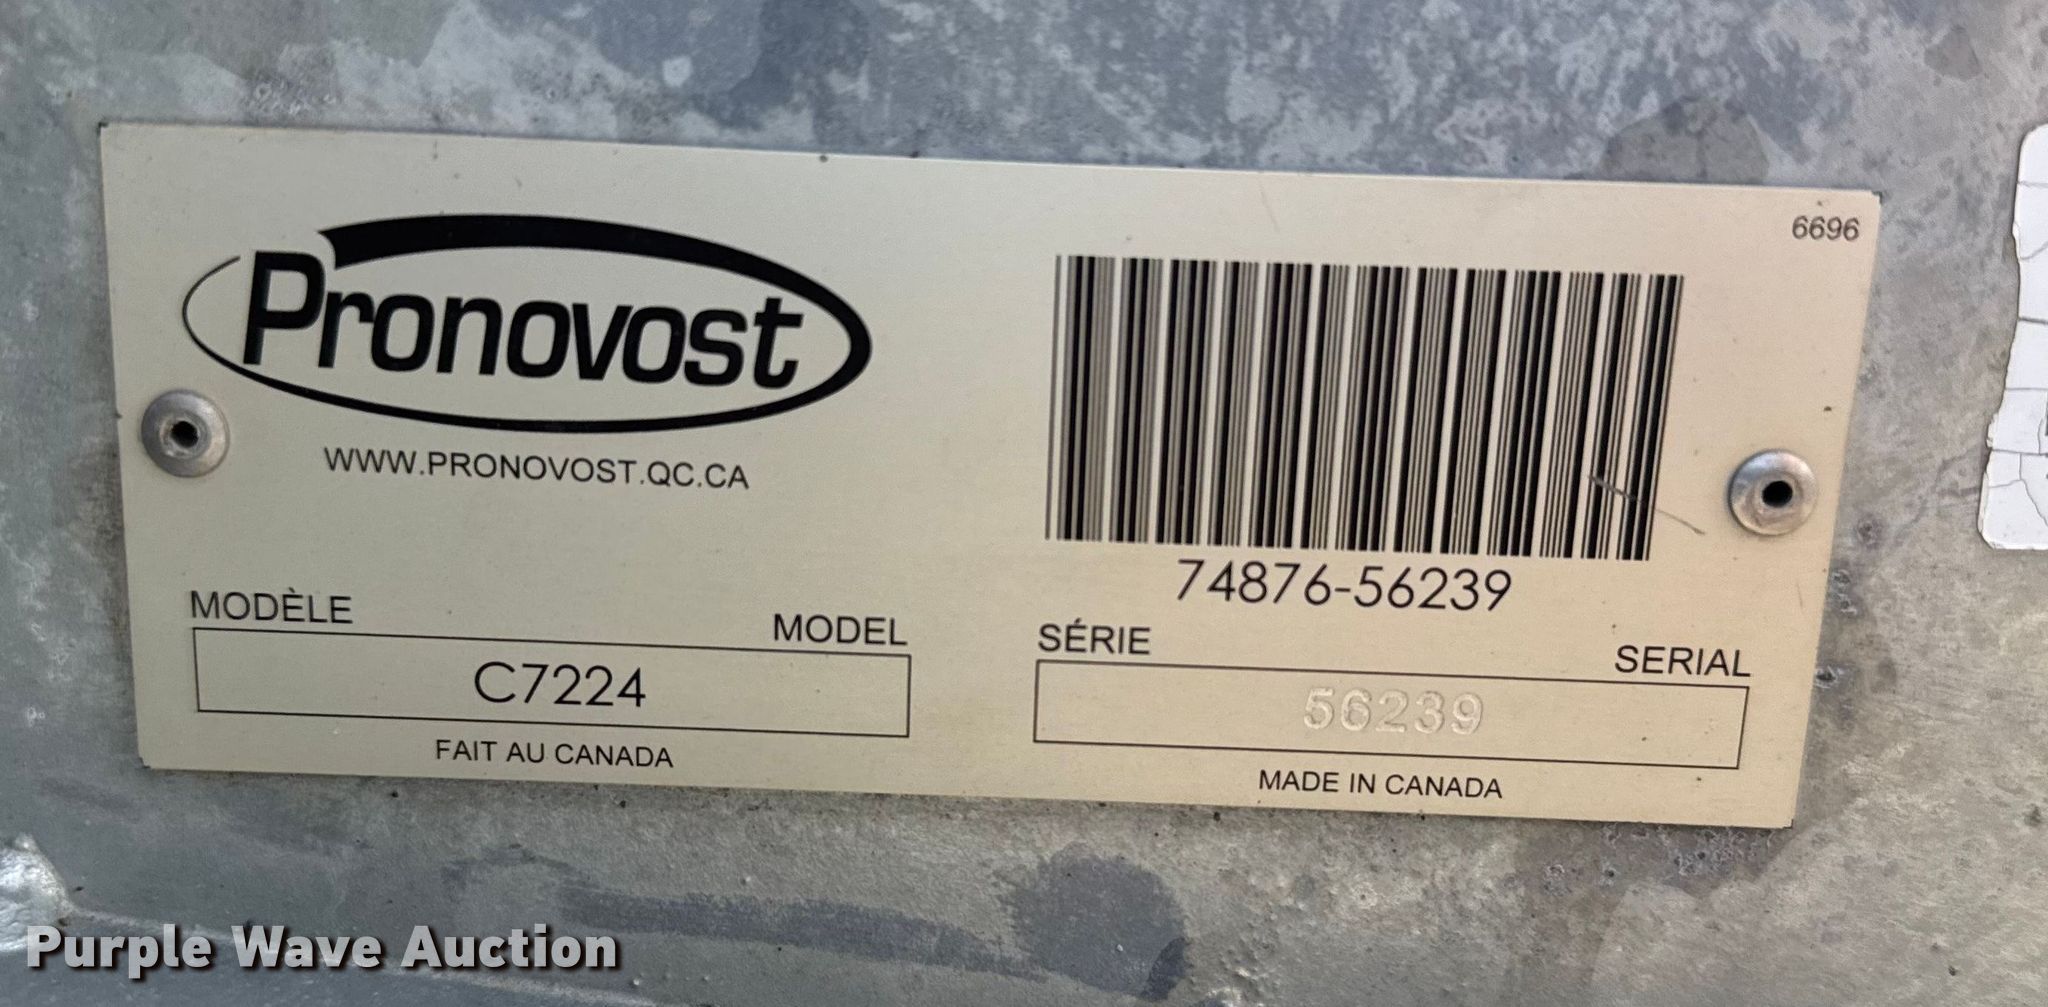 6696
Pronovost
WWW.PRONOVOST.QC.CA
74876-56239
MODÈLE MODEL
C7224
FAIT AU CANADA
SÉRIE SERIAL
56239
MADE IN CANADA
Purple Wave Auction